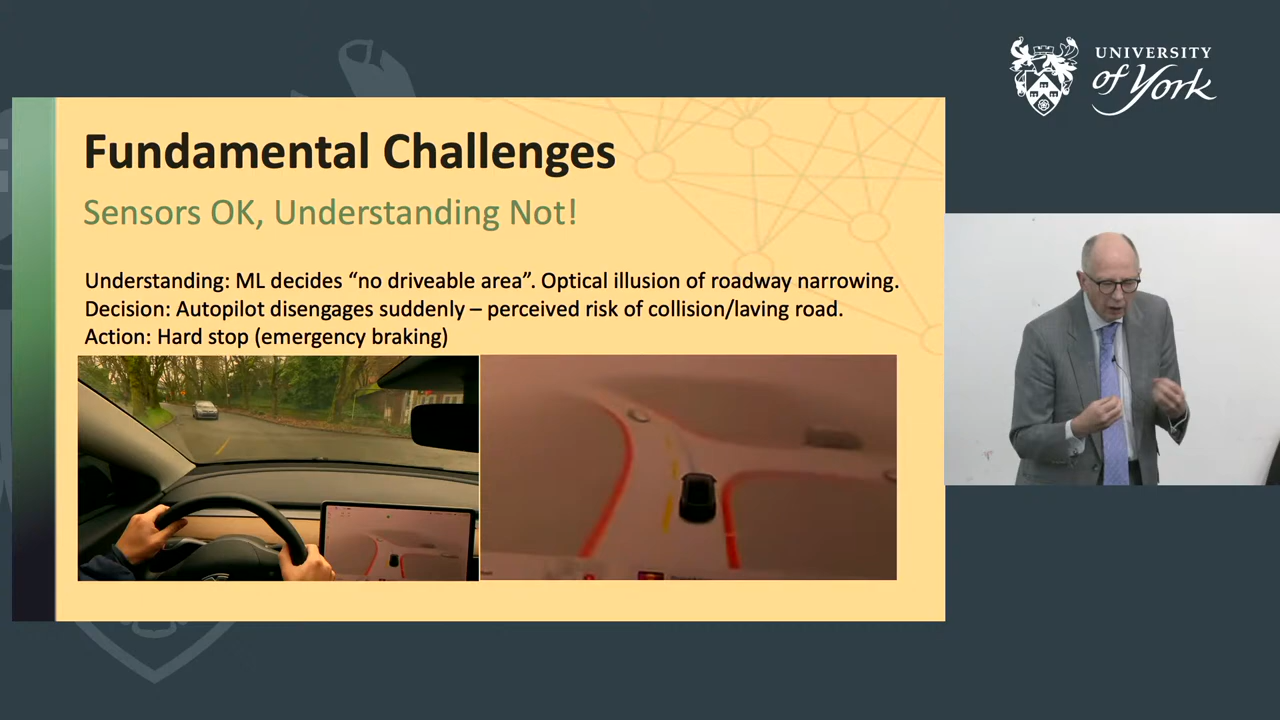 UNIVERSITY
of York
Fundamental Challenges
Sensors OK, Understanding Not!
Understanding: ML decides “no driveable area”. Optical illusion of roadway narrowing.
Decision: Autopilot disengages suddenly – perceived risk of collision/laving road.
Action: Hard stop (emergency braking)